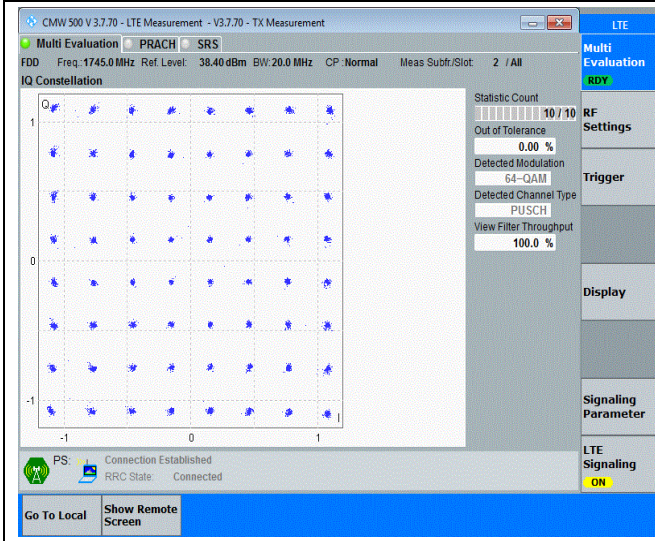 CMW 500 V 3.7.70 - LTE Measurement - V3.7.70 - TX Measurement
LTE
Multi Evaluation PRACH SRS
FDD Freq.:1745.0 MHz Ref. Level: 38.40 dBm BW:20.0 MHz CP :Normal Meas Subfr./Slot: 2 / All
IQ Constellation
Multi
Evaluation
RDY
Q
1
0
-1
I
-1 0 1
Statistic Count
10 / 10
Out of Tolerance
0.00 %
Detected Modulation
64-QAM
Detected Channel Type
PUSCH
View Filter Throughput
100.0 %
RF
Settings
Trigger
Display
Signaling
Parameter
LTE
Signaling
ON
PS: Connection Established
RRC State: Connected
Go To Local
Show Remote
Screen